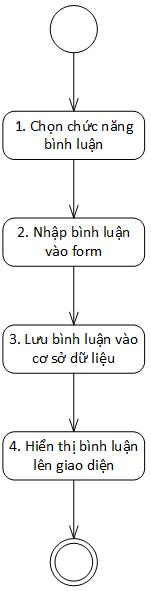 1. Chọn chức năng
bình luận
2. Nhập bình luận
vào form
3. Lưu bình luận vào
cơ sở dữ liệu
4. Hiển thị bình luận
lên giao diện